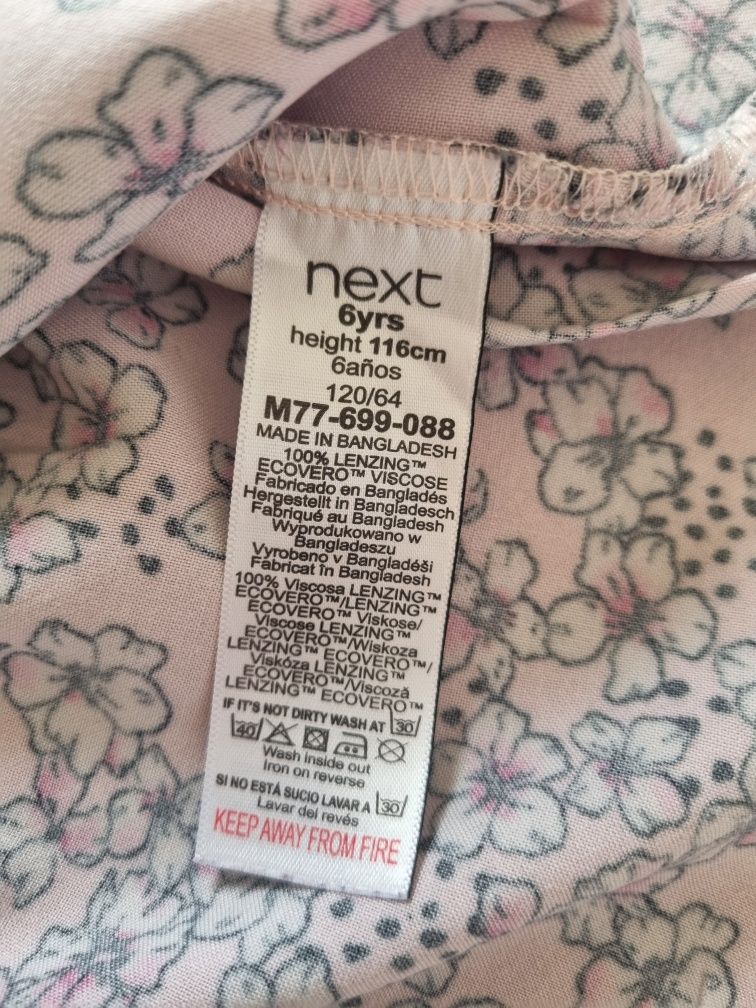 next
6yrs
height 116cm
6años
120/64
M77-699-088
MADE IN BANGLADESH
100% LENZING™
ECOVERO™ VISCOSE
Fabricado en Bangladés
Hergestellt in Bangladesch
Fabriqué au Bangladesh
Wyprodukowano w
Bangladeszu
Vyrobeno v Bangladéši
Fabricat în Bangladesh
100% Viscosa LENZING™
ECOVERO™/LENZING™
ECOVERO™ Viskose/
Viscose LENZING™
ECOVERO™/Wiskoza
LENZING™ ECOVERO™/
Viskóza LENZING™
ECOVERO™/Viscoză
LENZING™ ECOVERO™
IF IT'S NOT DIRTY WASH AT 30
40
Wash inside out
Iron on reverse
SI NO ESTÁ SUCIO LAVAR A 30
Lavar del revés
KEEP AWAY FROM FIRE